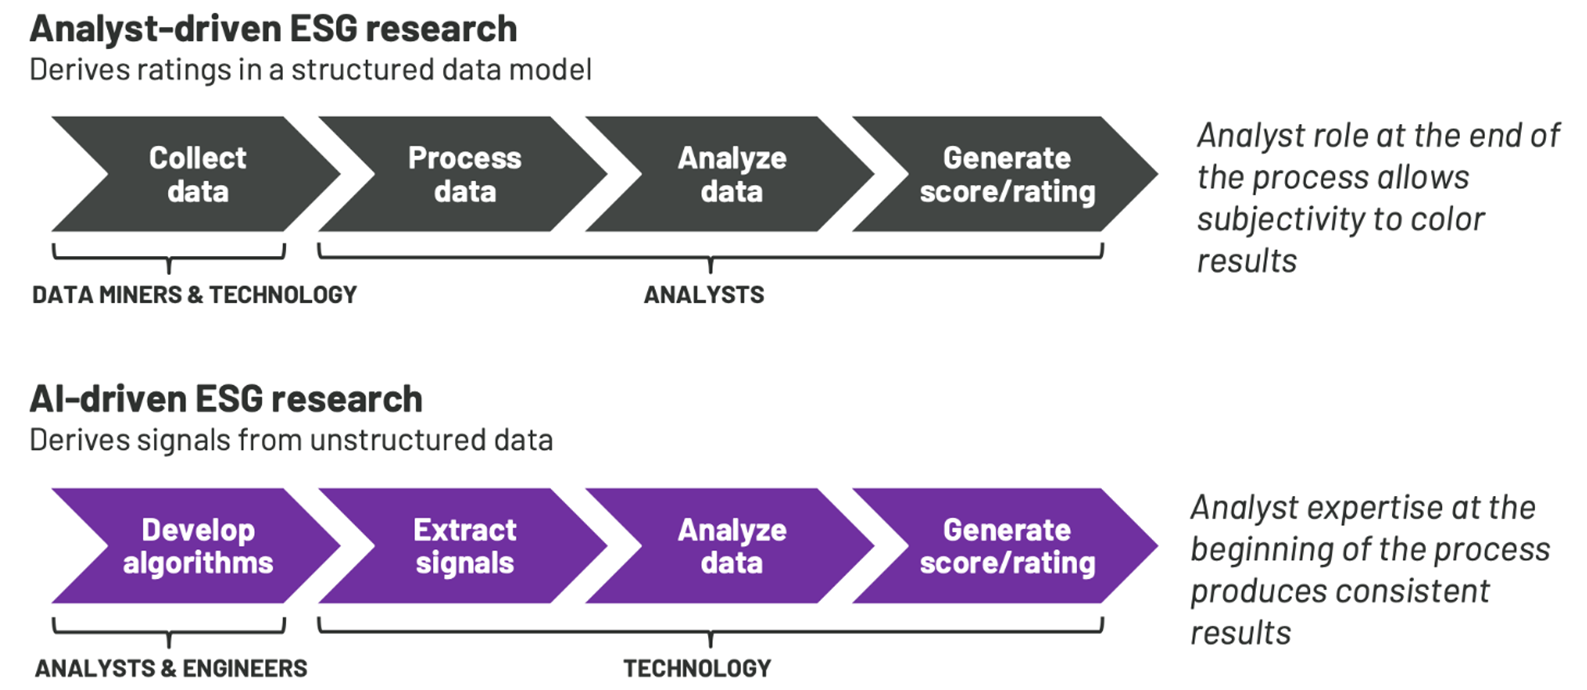 Analyst-driven ESG research
Derives ratings in a structured data model
Collect
data
Process
data
Analyze
data
Generate
score/rating
Analyst role at the end of
the process allows
subjectivity to color
results
DATA MINERS & TECHNOLOGY
ANALYSTS
AI-driven ESG research
Derives signals from unstructured data
Develop
algorithms
Extract
signals
Analyze
data
Generate
score/rating
Analyst expertise at the
beginning of the process
produces consistent
results
ANALYSTS & ENGINEERS
TECHNOLOGY